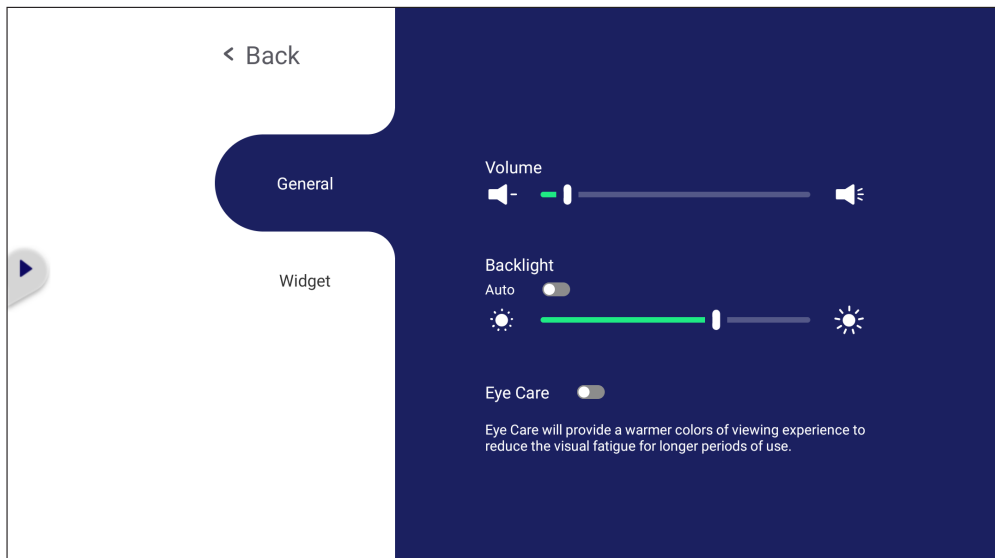 Back
General
Widget
Volume
Backlight
Auto
Eye Care
Eye Care will provide a warmer colors of viewing experience to
reduce the visual fatigue for longer periods of use.